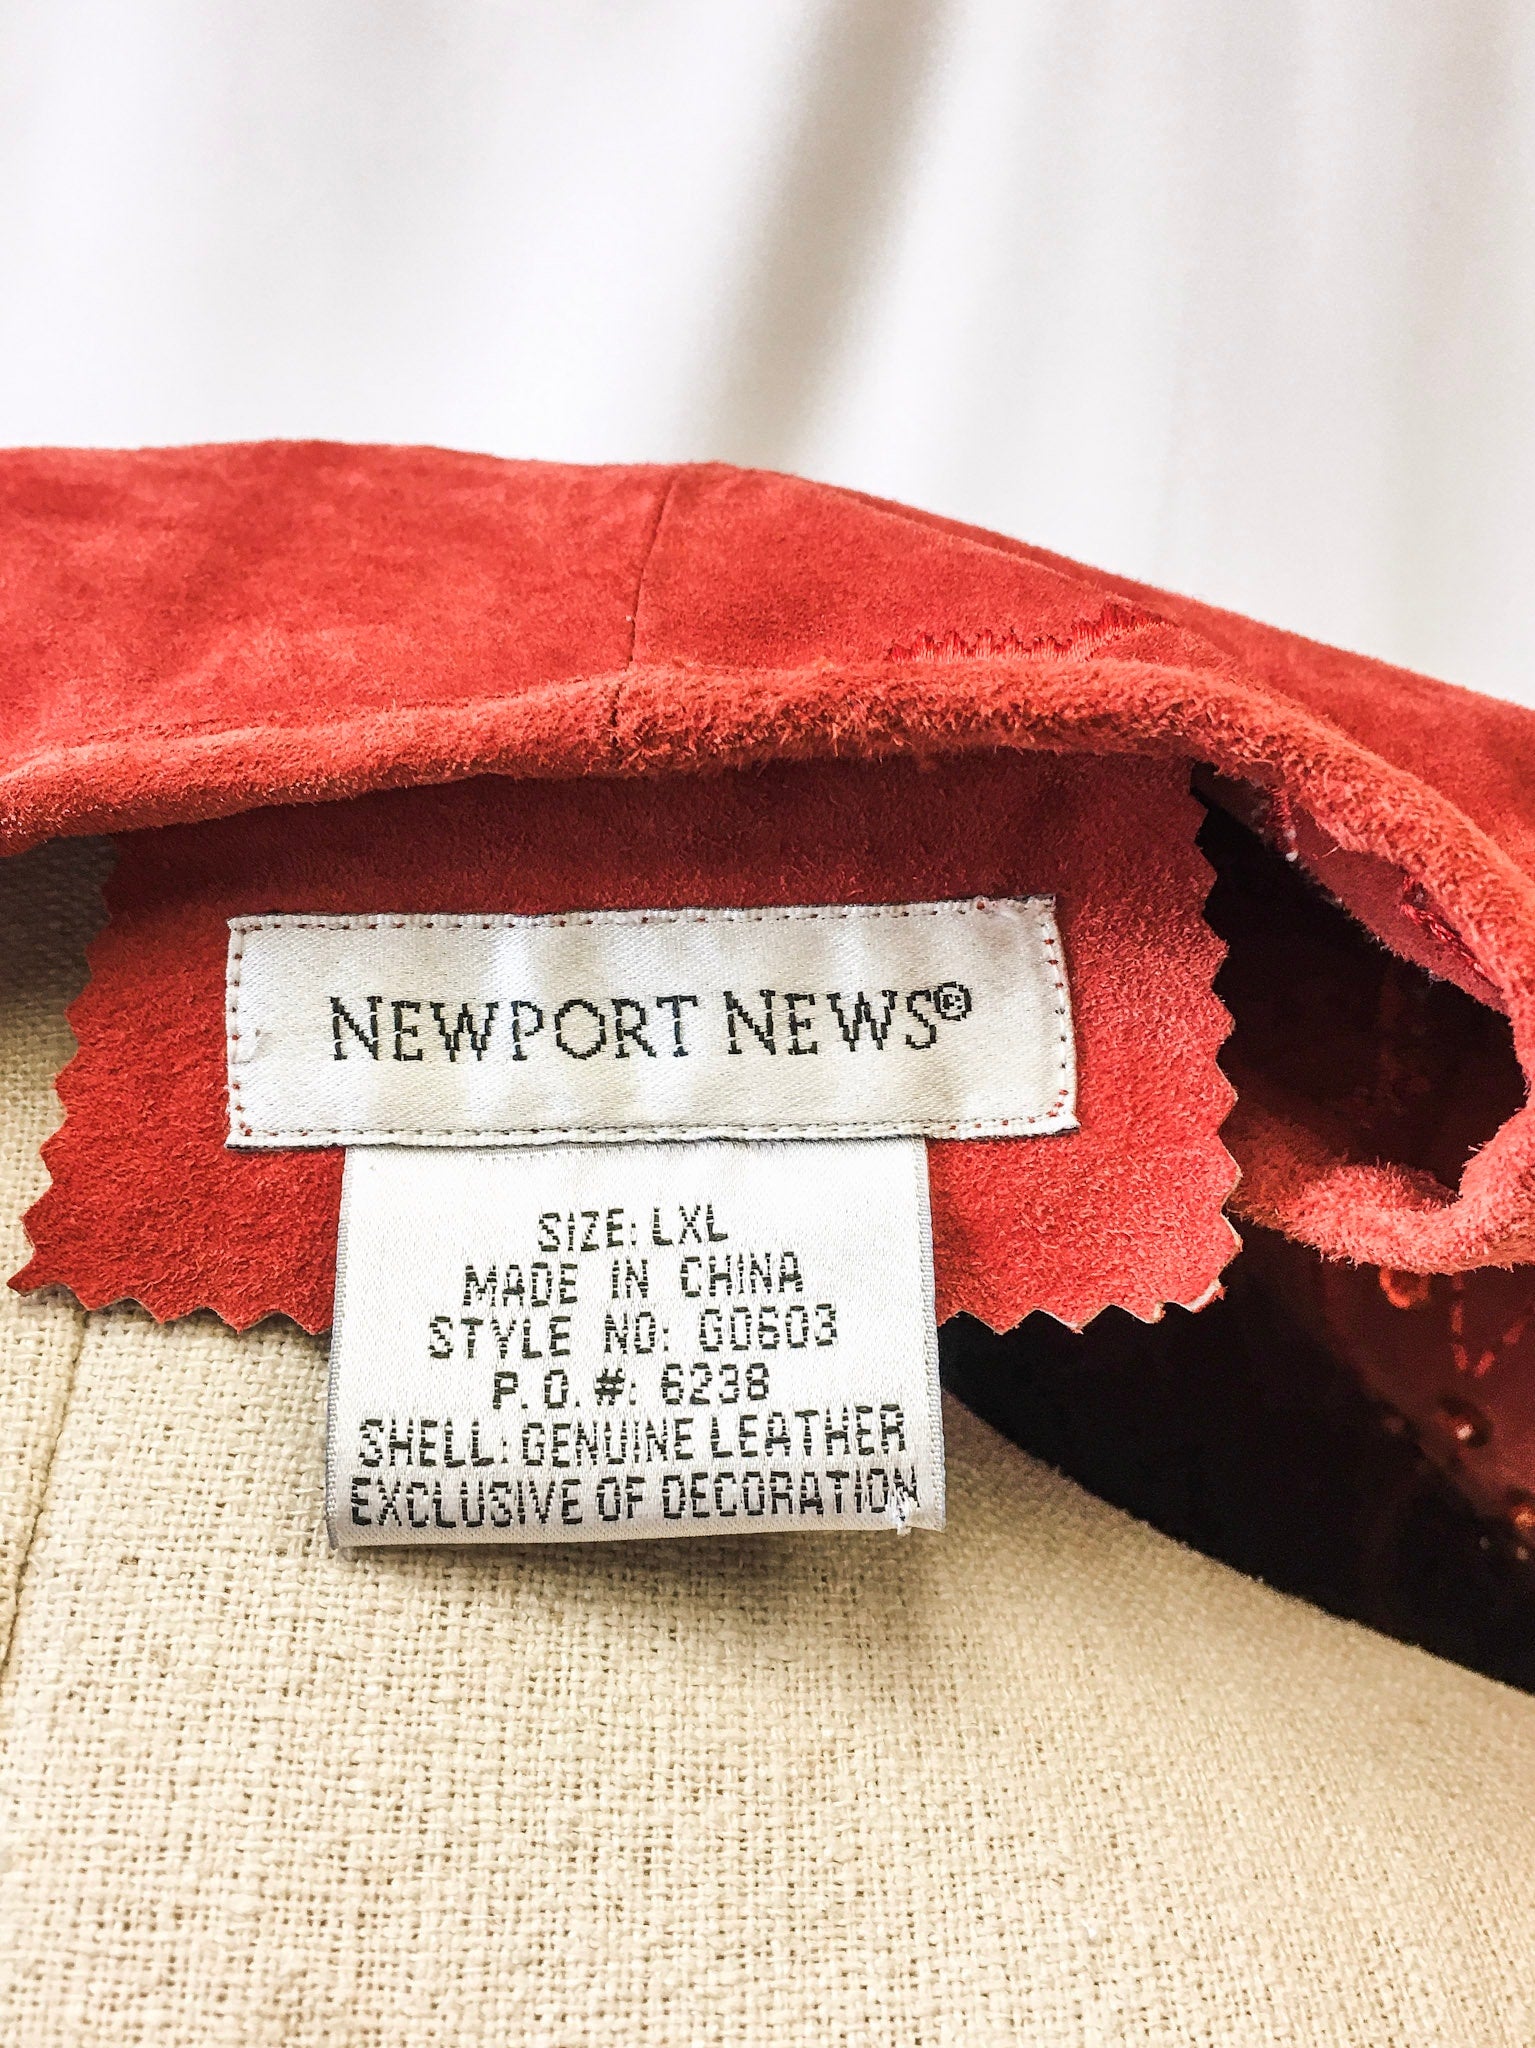 NEWPORT NEWS®
SIZE: LXL
MADE IN CHINA
STYLE NO: G0603
P.O.#: 6238
SHELL: GENUINE LEATHER
EXCLUSIVE OF DECORATION